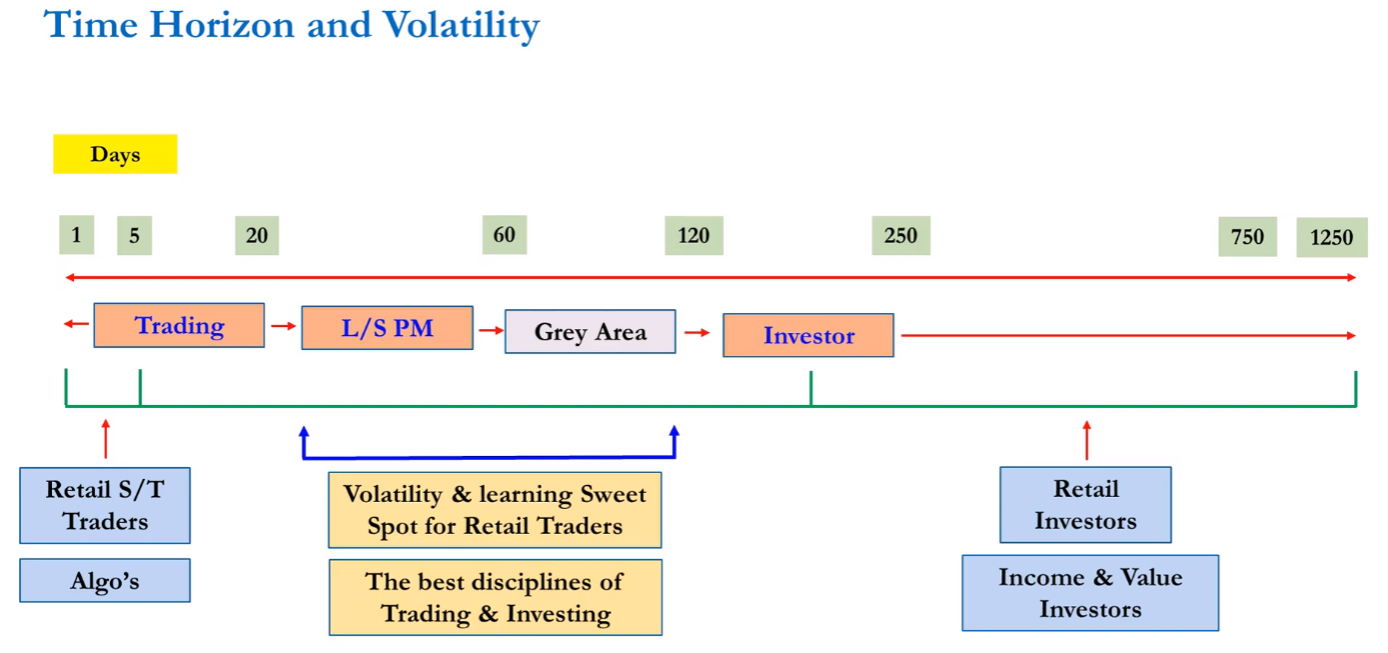 Time Horizon and Volatility
Days
1 5 20 60 120 250 750 1250
Trading L/S PM Grey Area Investor
Retail S/T
Traders
Algo's
Volatility & learning Sweet
Spot for Retail Traders
The best disciplines of
Trading & Investing
Retail
Investors
Income & Value
Investors